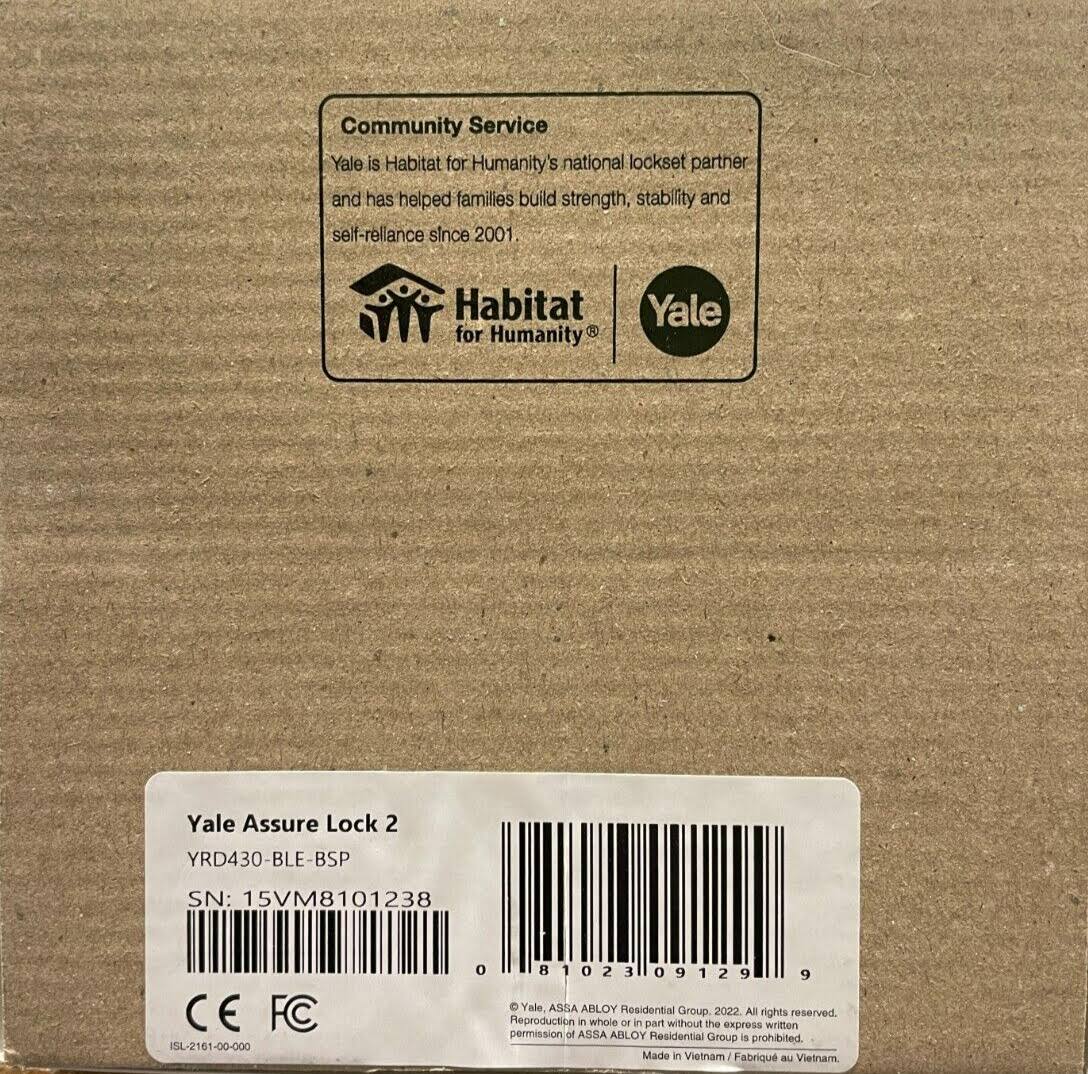 Community Service
Yale is Habitat for Humanity's national lockset partner
and has helped families build strength, stability and
self-reliance since 2001.
Habitat
for Humanity®
Yale
Yale Assure Lock 2
YRD430-BLE-BSP
SN: 15VM8101238
0 81023 09129 9
CE FC
© Yale, ASSA ABLOY Residential Group. 2022. All rights reserved.
Reproduction in whole or in part without the express written
permission of ASSA ABLOY Residential Group is prohibited.
ISL-2161-00-000
Made in Vietnam / Fabriqué au Vietnam.